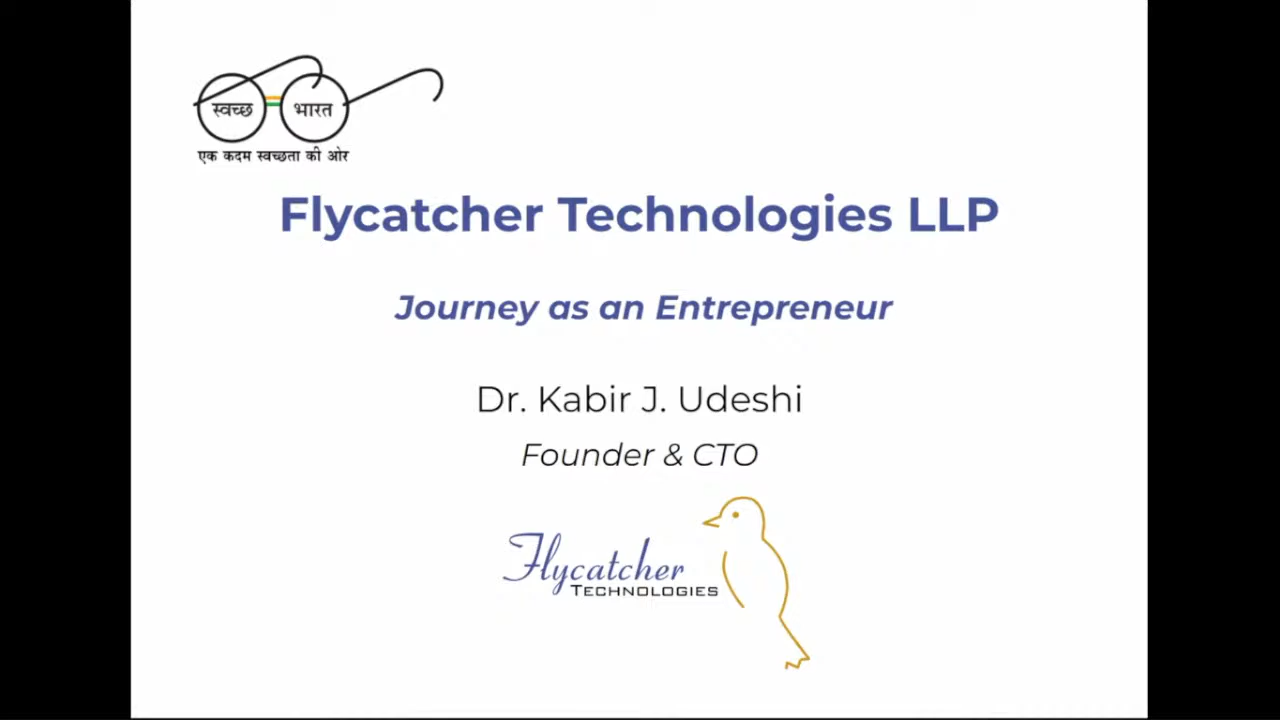 स्वच्छ भारत
एक कदम स्वच्छता की ओर
Flycatcher Technologies LLP
Journey as an Entrepreneur
Dr. Kabir J. Udeshi
Founder & CTO
Flycatcher
TECHNOLOGIES